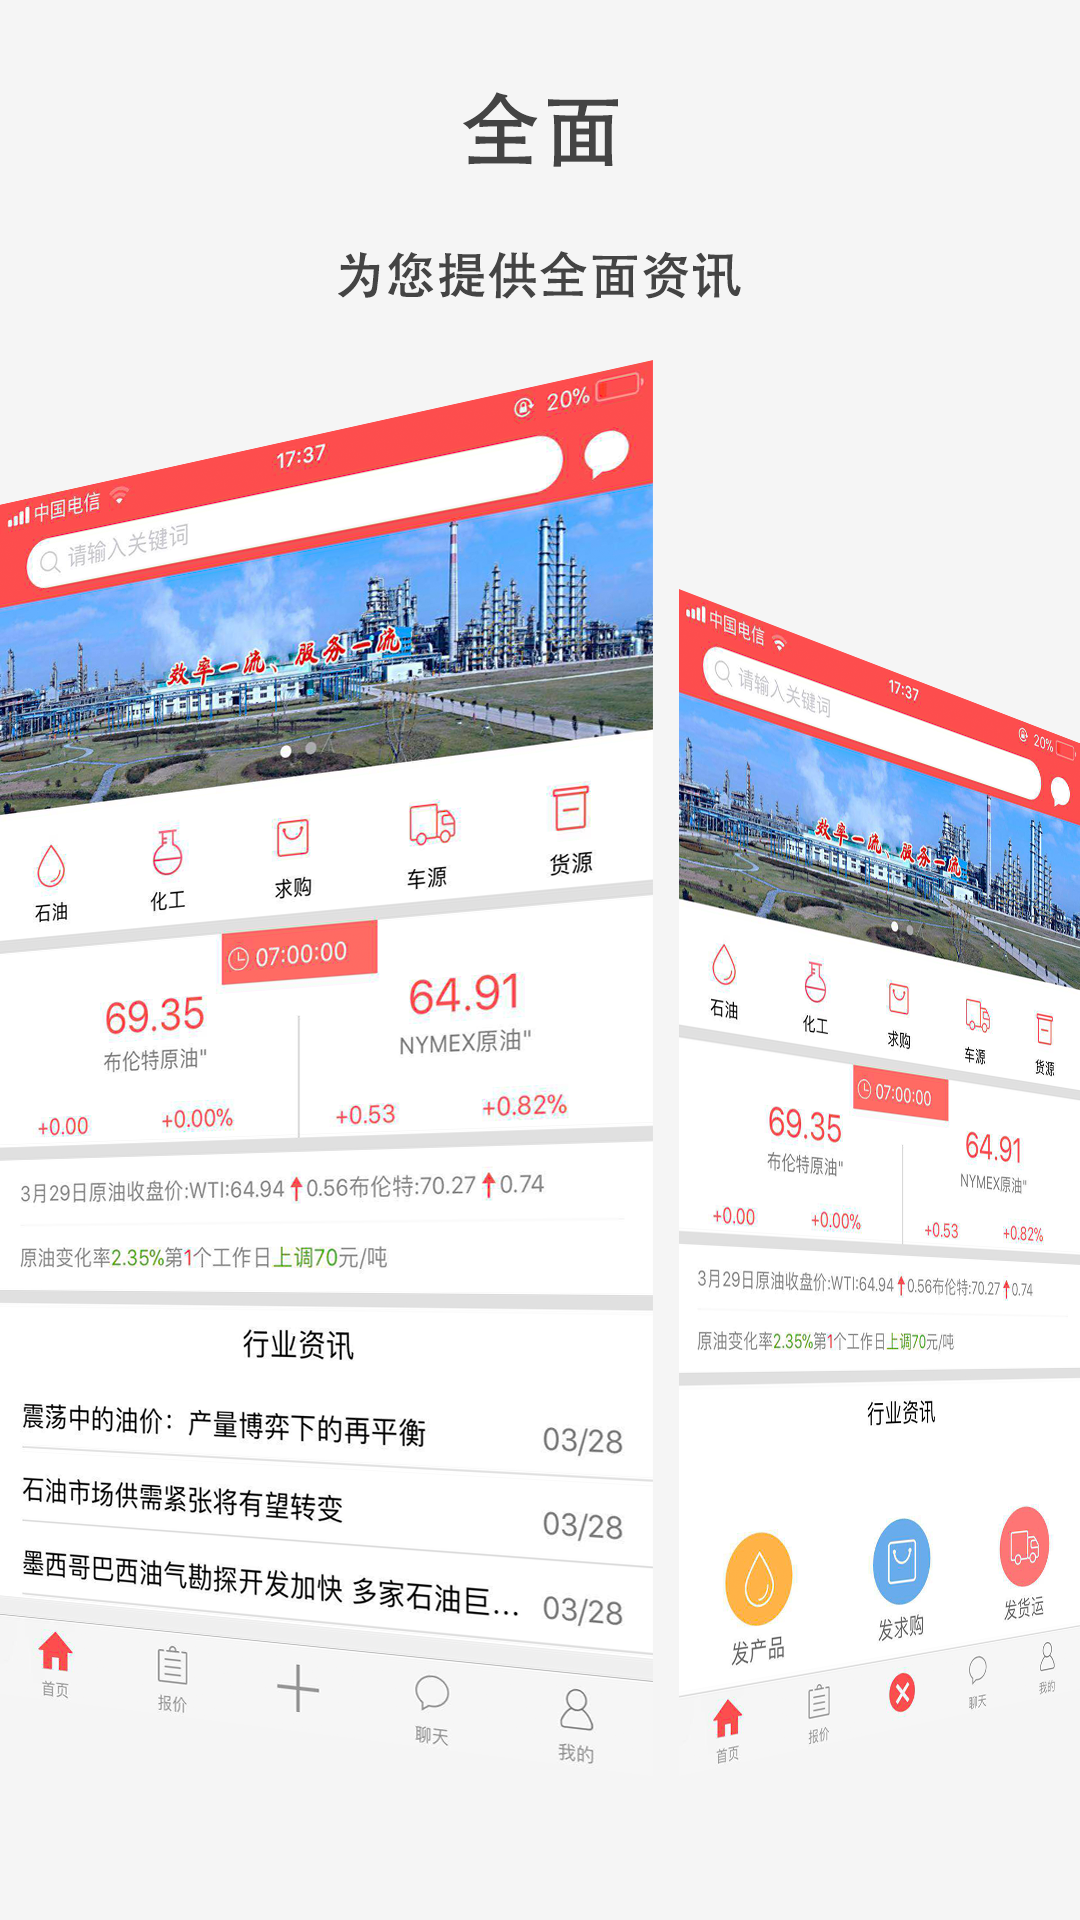 全面
为您提供全面资讯
中国电信 17:37 20%
请输入关键词
效率一流、服务一流
石油 化工 求购 车源 货源
07:00:00
69.35 64.91
布伦特原油" NYMEX原油"
+0.00 +0.00% +0.53 +0.82%
3月29日原油收盘价:WTI:64.94 0.56布伦特:70.27 0.74
原油变化率2.35%第1个工作日上调70元/吨
行业资讯
震荡中的油价：产量博弈下的再平衡 03/28
石油市场供需紧张将有望转变 03/28
墨西哥巴西油气勘探开发加快 多家石油巨... 03/28
首页 报价 聊天 我的
中国电信 17:37 20%
请输入关键词
效率一流、服务一流
石油 化工 求购 车源 货源
07:00:00
69.35 64.91
布伦特原油" NYMEX原油"
+0.00 +0.00% +0.53 +0.82%
3月29日原油收盘价:WTI:64.94 0.56布伦特:70.27 0.74
原油变化率2.35%第1个工作日上调70元/吨
行业资讯
发产品 发求购 发货运
首页 报价 聊天 我的